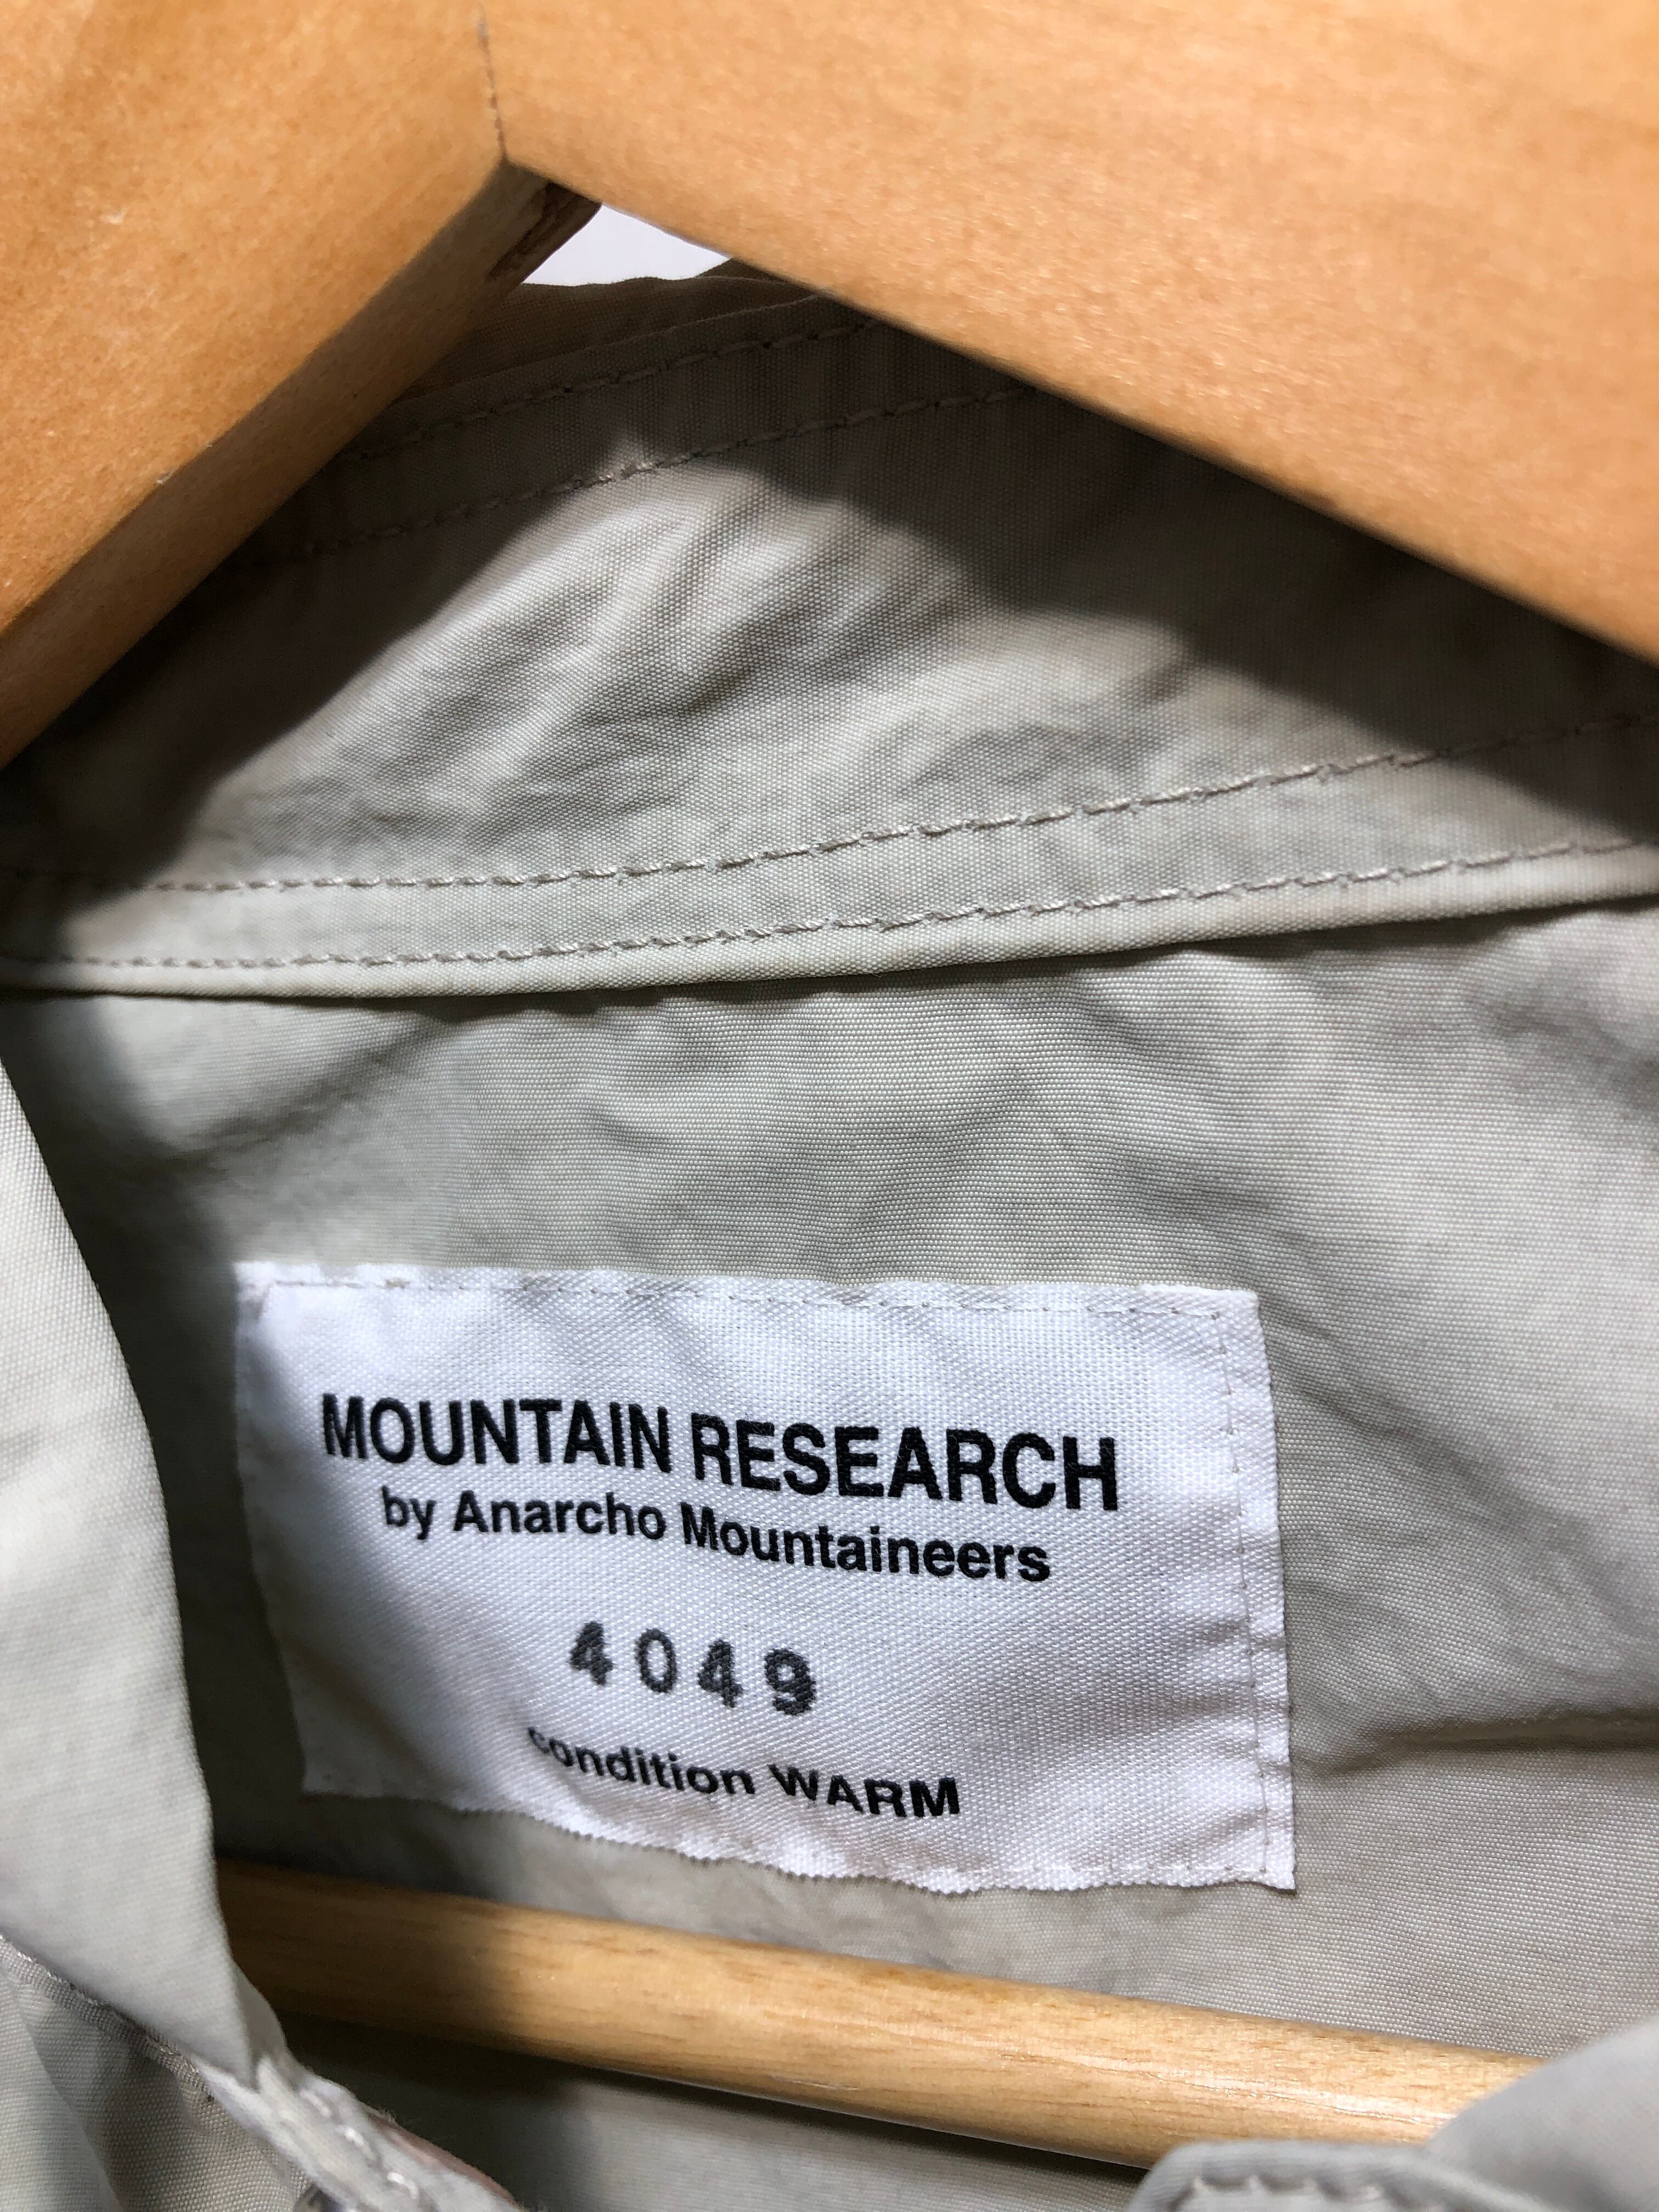 MOUNTAIN RESEARCH
by Anarcho Mountaineers
4049
condition WARM